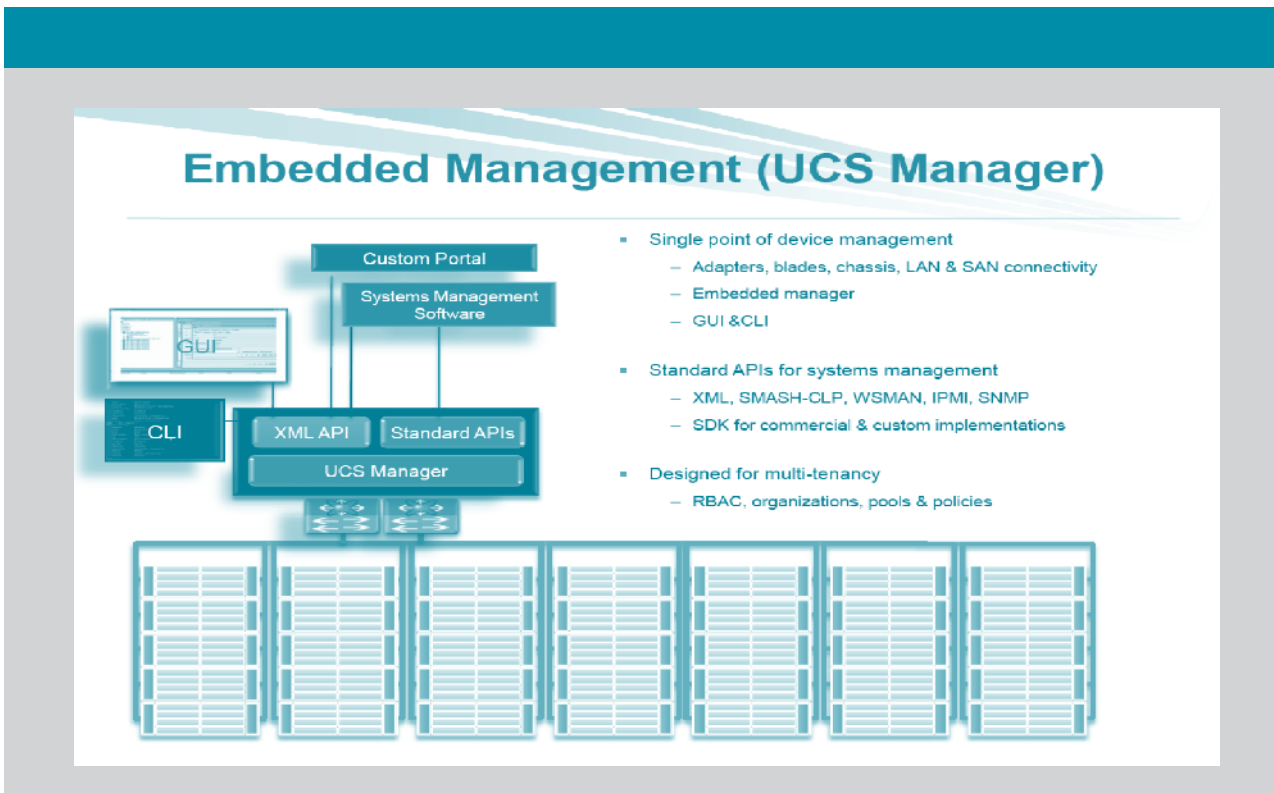 Embedded Management (UCS Manager)
Custom Portal
Systems Management
Software
GUI
CLI
XML API
Standard APIs
UCS Manager
Single point of device management
– Adapters, blades, chassis, LAN & SAN connectivity
– Embedded manager
– GUI &CLI
Standard APIs for systems management
– XML, SMASH-CLP, WSMAN, IPMI, SNMP
– SDK for commercial & custom implementations
Designed for multi-tenancy
– RBAC, organizations, pools & policies